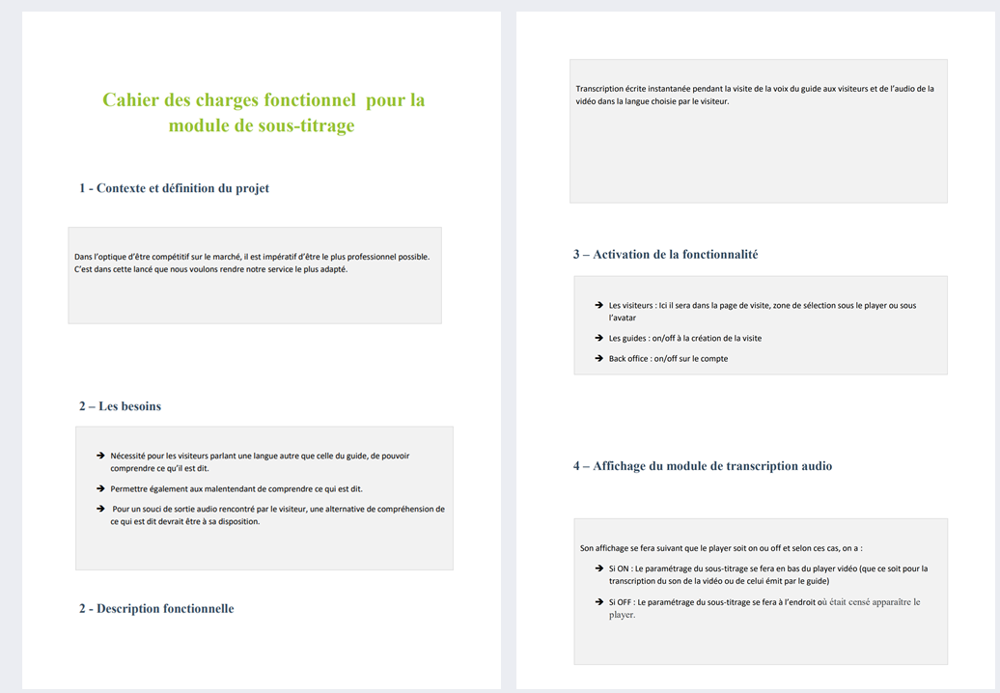 Cahier des charges fonctionnel pour la
module de sous-titrage
1 - Contexte et définition du projet
Dans l’optique d’être compétitif sur le marché, il est impératif d’être le plus professionnel possible.
C’est dans cette lancé que nous voulons rendre notre service le plus adapté.
2 – Les besoins
➔ Nécessité pour les visiteurs parlant une langue autre que celle du guide, de pouvoir
comprendre ce qu’il est dit.
➔ Permettre également aux malentendant de comprendre ce qui est dit.
➔ Pour un souci de sortie audio rencontré par le visiteur, une alternative de compréhension de
ce qui est dit devrait être à sa disposition.
2 - Description fonctionnelle
Transcription écrite instantanée pendant la visite de la voix du guide aux visiteurs et de l’audio de la
vidéo dans la langue choisie par le visiteur.
3 – Activation de la fonctionnalité
➔ Les visiteurs : Ici il sera dans la page de visite, zone de sélection sous le player ou sous
l’avatar
➔ Les guides : on/off à la création de la visite
➔ Back office : on/off sur le compte
4 – Affichage du module de transcription audio
Son affichage se fera suivant que le player soit on ou off et selon ces cas, on a :
➔ Si ON : Le paramétrage du sous-titrage se fera en bas du player vidéo (que ce soit pour la
transcription du son de la vidéo ou de celui émit par le guide)
➔ Si OFF : Le paramétrage du sous-titrage se fera à l’endroit où était censé apparaître le
player.